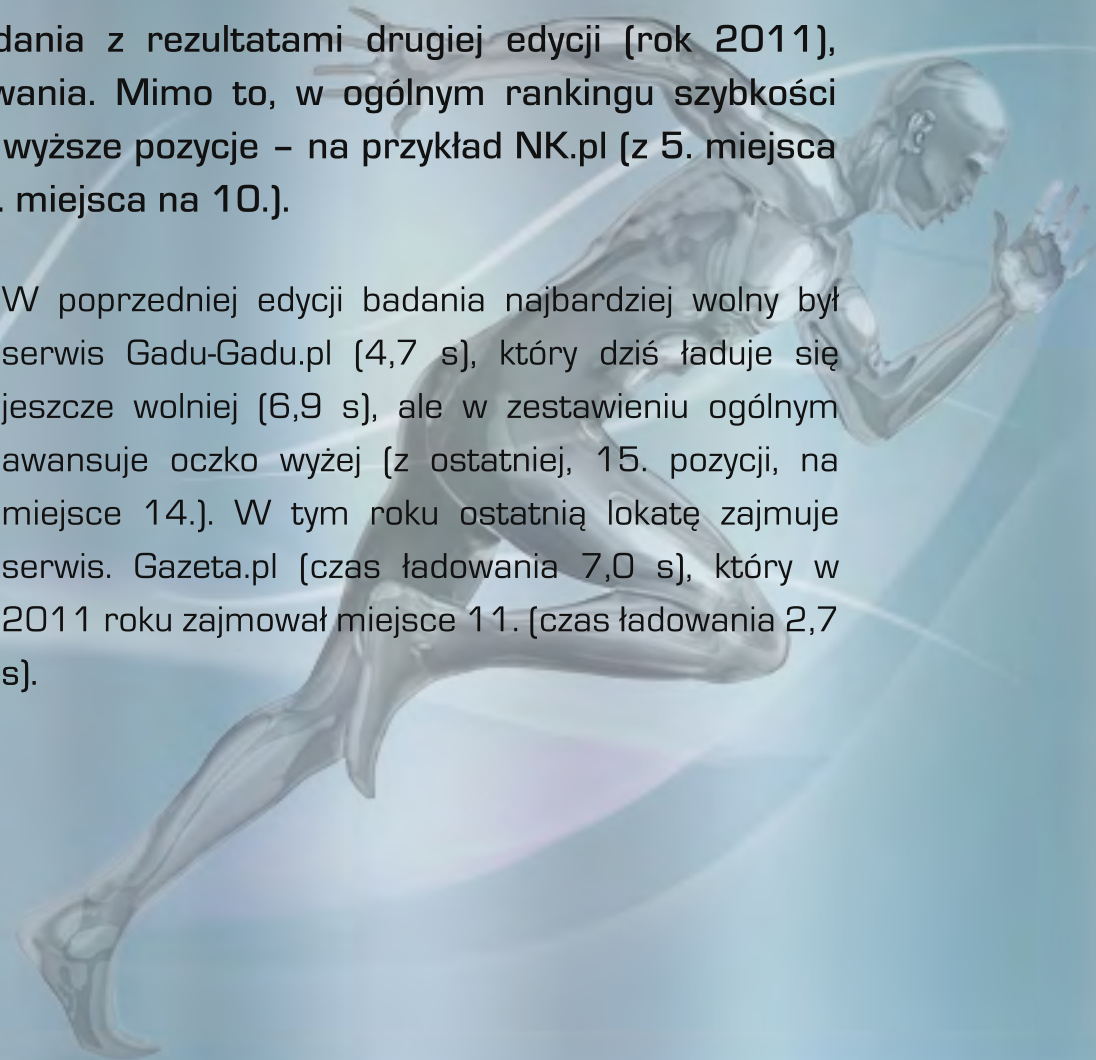 dania z rezultatami drugiej edycji (rok 2011),
wania. Mimo to, w ogólnym rankingu szybkości
wyższe pozycje – na przykład NK.pl (z 5. miejsca
. miejsca na 10.).
W poprzedniej edycji badania najbardziej wolny był
serwis Gadu-Gadu.pl (4,7 s), który dziś ładuje się
jeszcze wolniej (6,9 s), ale w zestawieniu ogólnym
awansuje oczko wyżej (z ostatniej, 15. pozycji, na
miejsce 14.). W tym roku ostatnią lokatę zajmuje
serwis. Gazeta.pl (czas ładowania 7,0 s), który w
2011 roku zajmował miejsce 11. (czas ładowania 2,7
s).